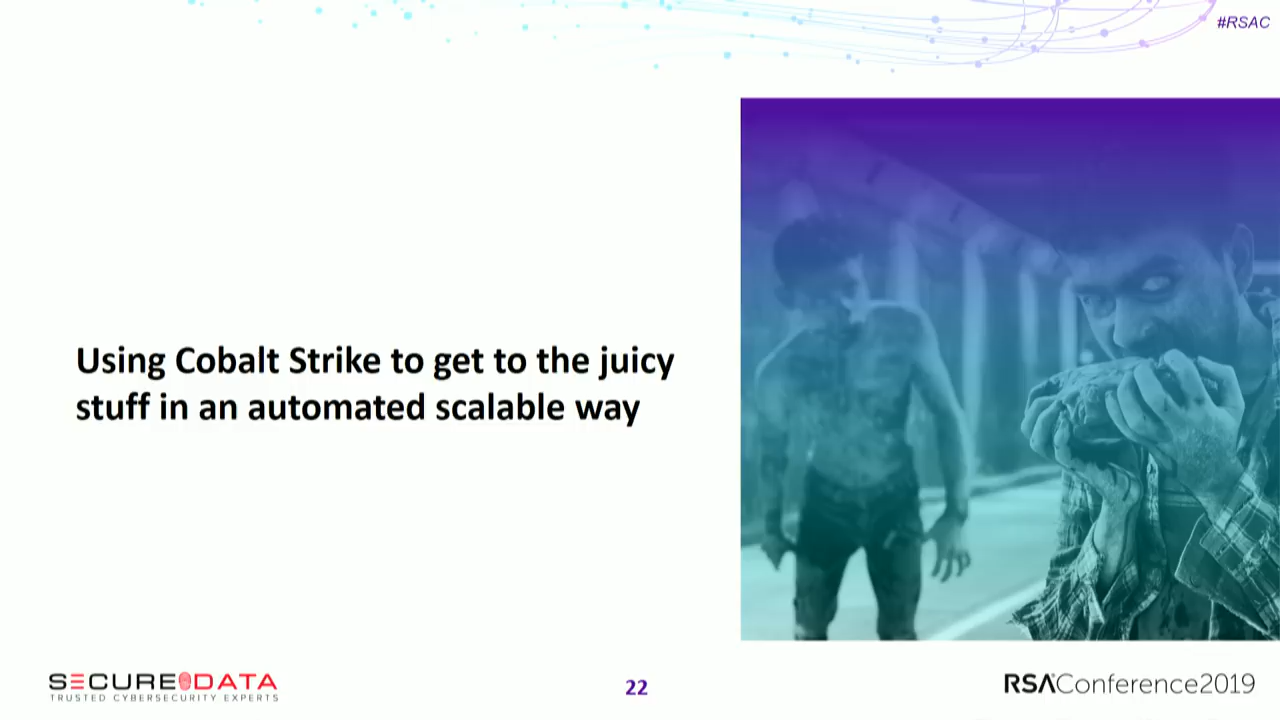 #RSAC
Using Cobalt Strike to get to the juicy
stuff in an automated scalable way
SECUREDATA
TRUSTED CYBERSECURITY EXPERTS
22
RSAConference2019